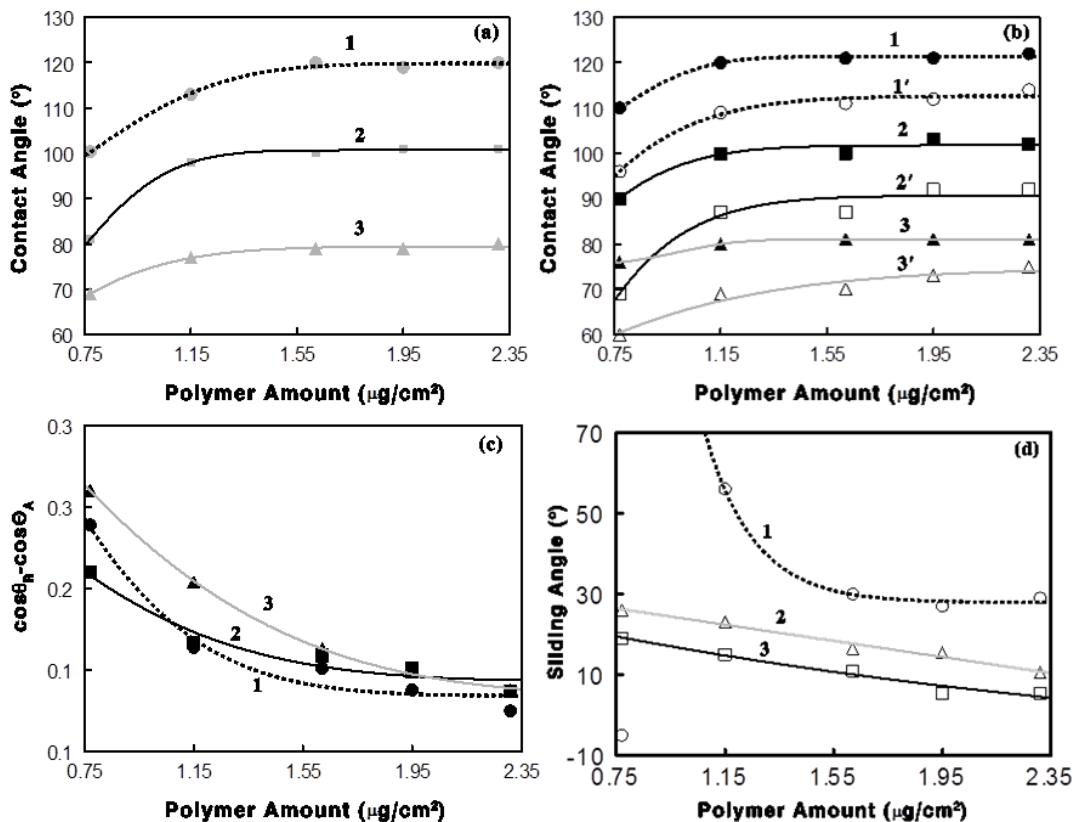 (a)
130
120
110
100
90
80
70
60
Contact Angle (°)
1
2
3
0.75 1.15 1.55 1.95 2.35
Polymer Amount (μg/cm²)
(b)
130
120
110
100
90
80
70
60
Contact Angle (°)
1
1′
2
2′
3
3′
0.75 1.15 1.55 1.95 2.35
Polymer Amount (μg/cm²)
(c)
0.3
0.3
0.2
0.1
0.1
cosθR-cosΘA
3
2
1
0.75 1.15 1.55 1.95 2.35
Polymer Amount (μg/cm²)
(d)
70
50
30
10
-10
Sliding Angle (°)
1
2
3
0.75 1.15 1.55 1.95 2.35
Polymer Amount (μg/cm²)